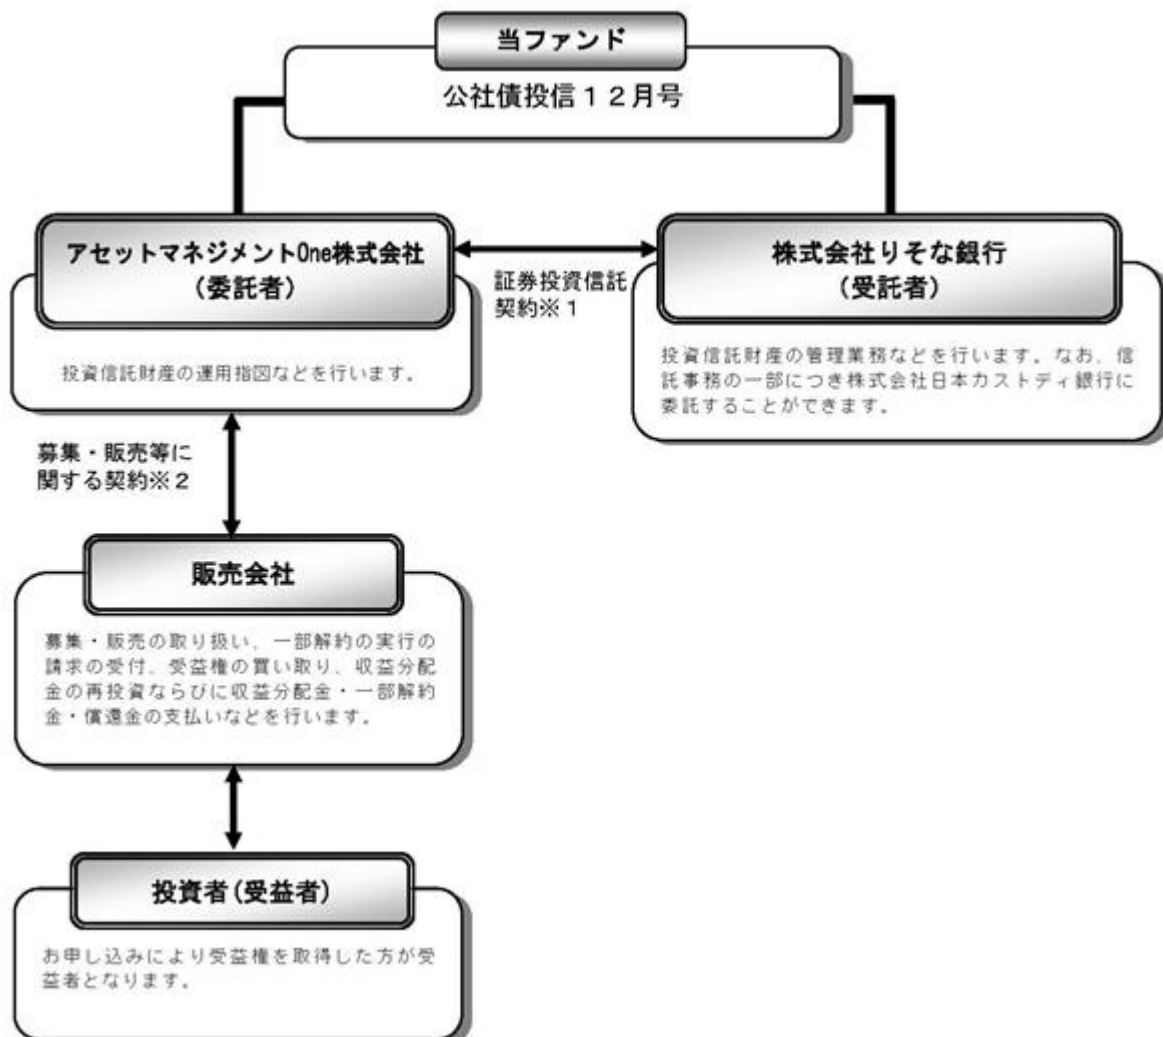 当ファンド
公社債投信１２月号
アセットマネジメントOne株式会社
（委託者）
投資信託財産の運用指図などを行います。
証券投資信託
契約※１
株式会社りそな銀行
（受託者）
投資信託財産の管理業務などを行います。なお、信
託事務の一部につき株式会社日本カストディ銀行に
委託することができます。
募集・販売等に
関する契約※２
販売会社
募集・販売の取り扱い、一部解約の実行の
請求の受付、受益権の買い取り、収益分配
金の再投資ならびに収益分配金・一部解約
金・償還金の支払いなどを行います。
投資者(受益者)
お申し込みにより受益権を取得した方が受
益者となります。